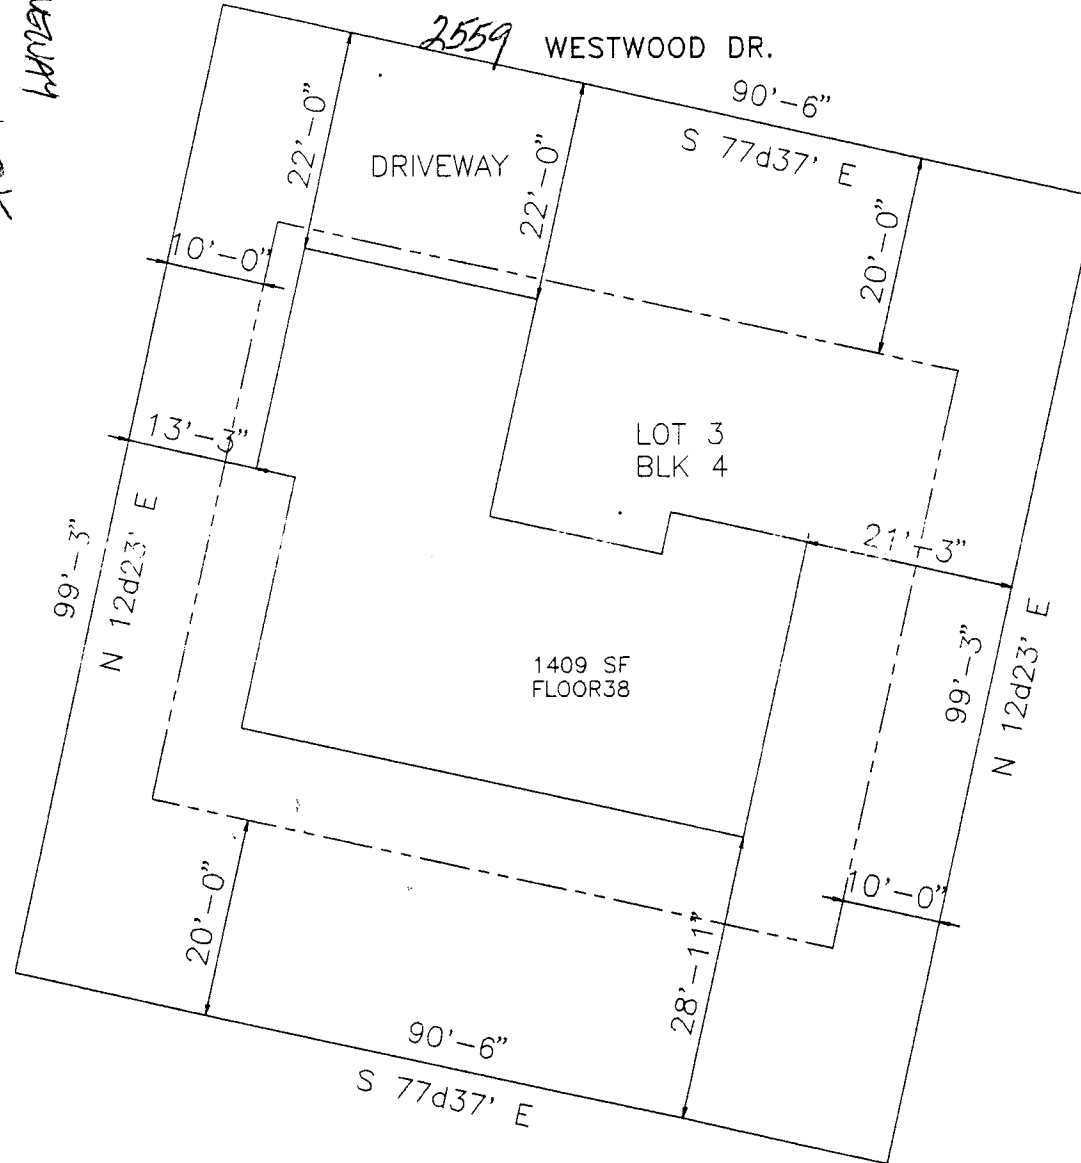 2559 WESTWOOD DR.
90'-6"
S 77d37' E
22'-0"
DRIVEWAY
22'-0"
20'-0"
10'-0"
13'-3"
LOT 3
BLK 4
21'-3"
99'-3"
N 12d23' E
1409 SF
FLOOR38
99'-3"
N 12d23' E
10'-0"
20'-0"
28'-11"
90'-6"
S 77d37' E